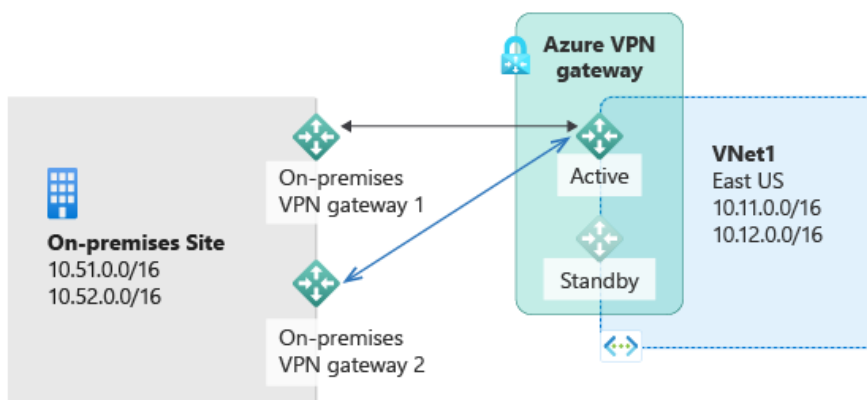 Azure VPN
gateway
On-premises
VPN gateway 1
Active
VNet1
East US
10.11.0.0/16
10.12.0.0/16
On-premises Site
10.51.0.0/16
10.52.0.0/16
Standby
On-premises
VPN gateway 2